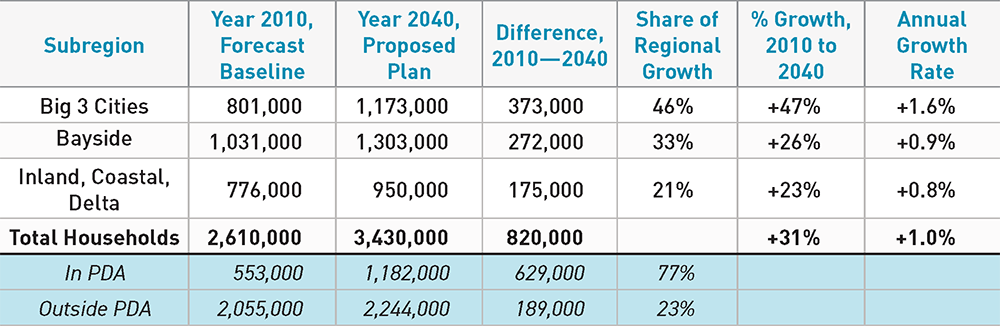 Subregion | Year 2010, Forecast Baseline | Year 2040, Proposed Plan | Difference, 2010—2040 | Share of Regional Growth | % Growth, 2010 to 2040 | Annual Growth Rate
Big 3 Cities | 801,000 | 1,173,000 | 373,000 | 46% | +47% | +1.6%
Bayside | 1,031,000 | 1,303,000 | 272,000 | 33% | +26% | +0.9%
Inland, Coastal, Delta | 776,000 | 950,000 | 175,000 | 21% | +23% | +0.8%
Total Households | 2,610,000 | 3,430,000 | 820,000 | | +31% | +1.0%
In PDA | 553,000 | 1,182,000 | 629,000 | 77% | |
Outside PDA | 2,055,000 | 2,244,000 | 189,000 | 23% | |